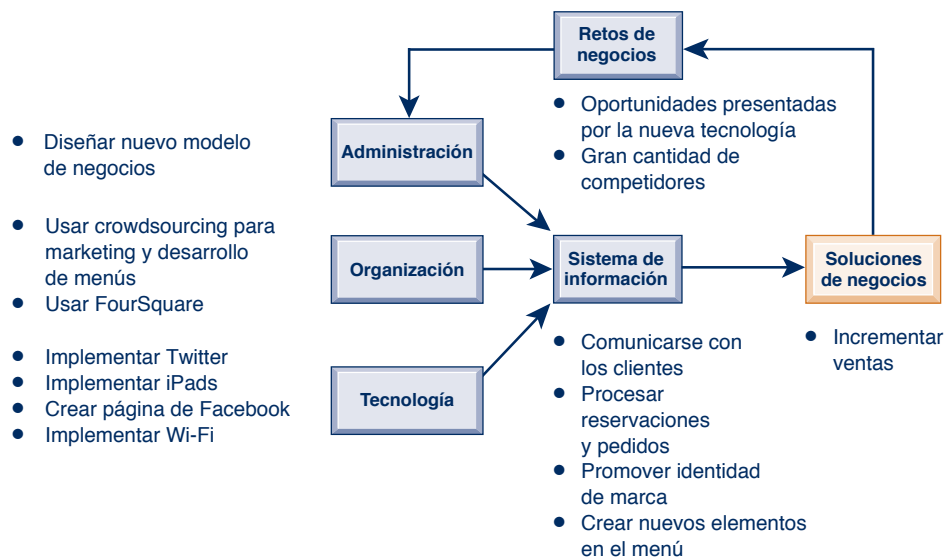 Retos de
negocios
● Oportunidades presentadas
por la nueva tecnología
● Gran cantidad de
competidores
Administración
● Diseñar nuevo modelo
de negocios
Organización
● Usar crowdsourcing para
marketing y desarrollo
de menús
● Usar FourSquare
Tecnología
● Implementar Twitter
● Implementar iPads
● Crear página de Facebook
● Implementar Wi-Fi
Sistema de
información
● Comunicarse con
los clientes
● Procesar
reservaciones
y pedidos
● Promover identidad
de marca
● Crear nuevos elementos
en el menú
Soluciones
de negocios
● Incrementar
ventas